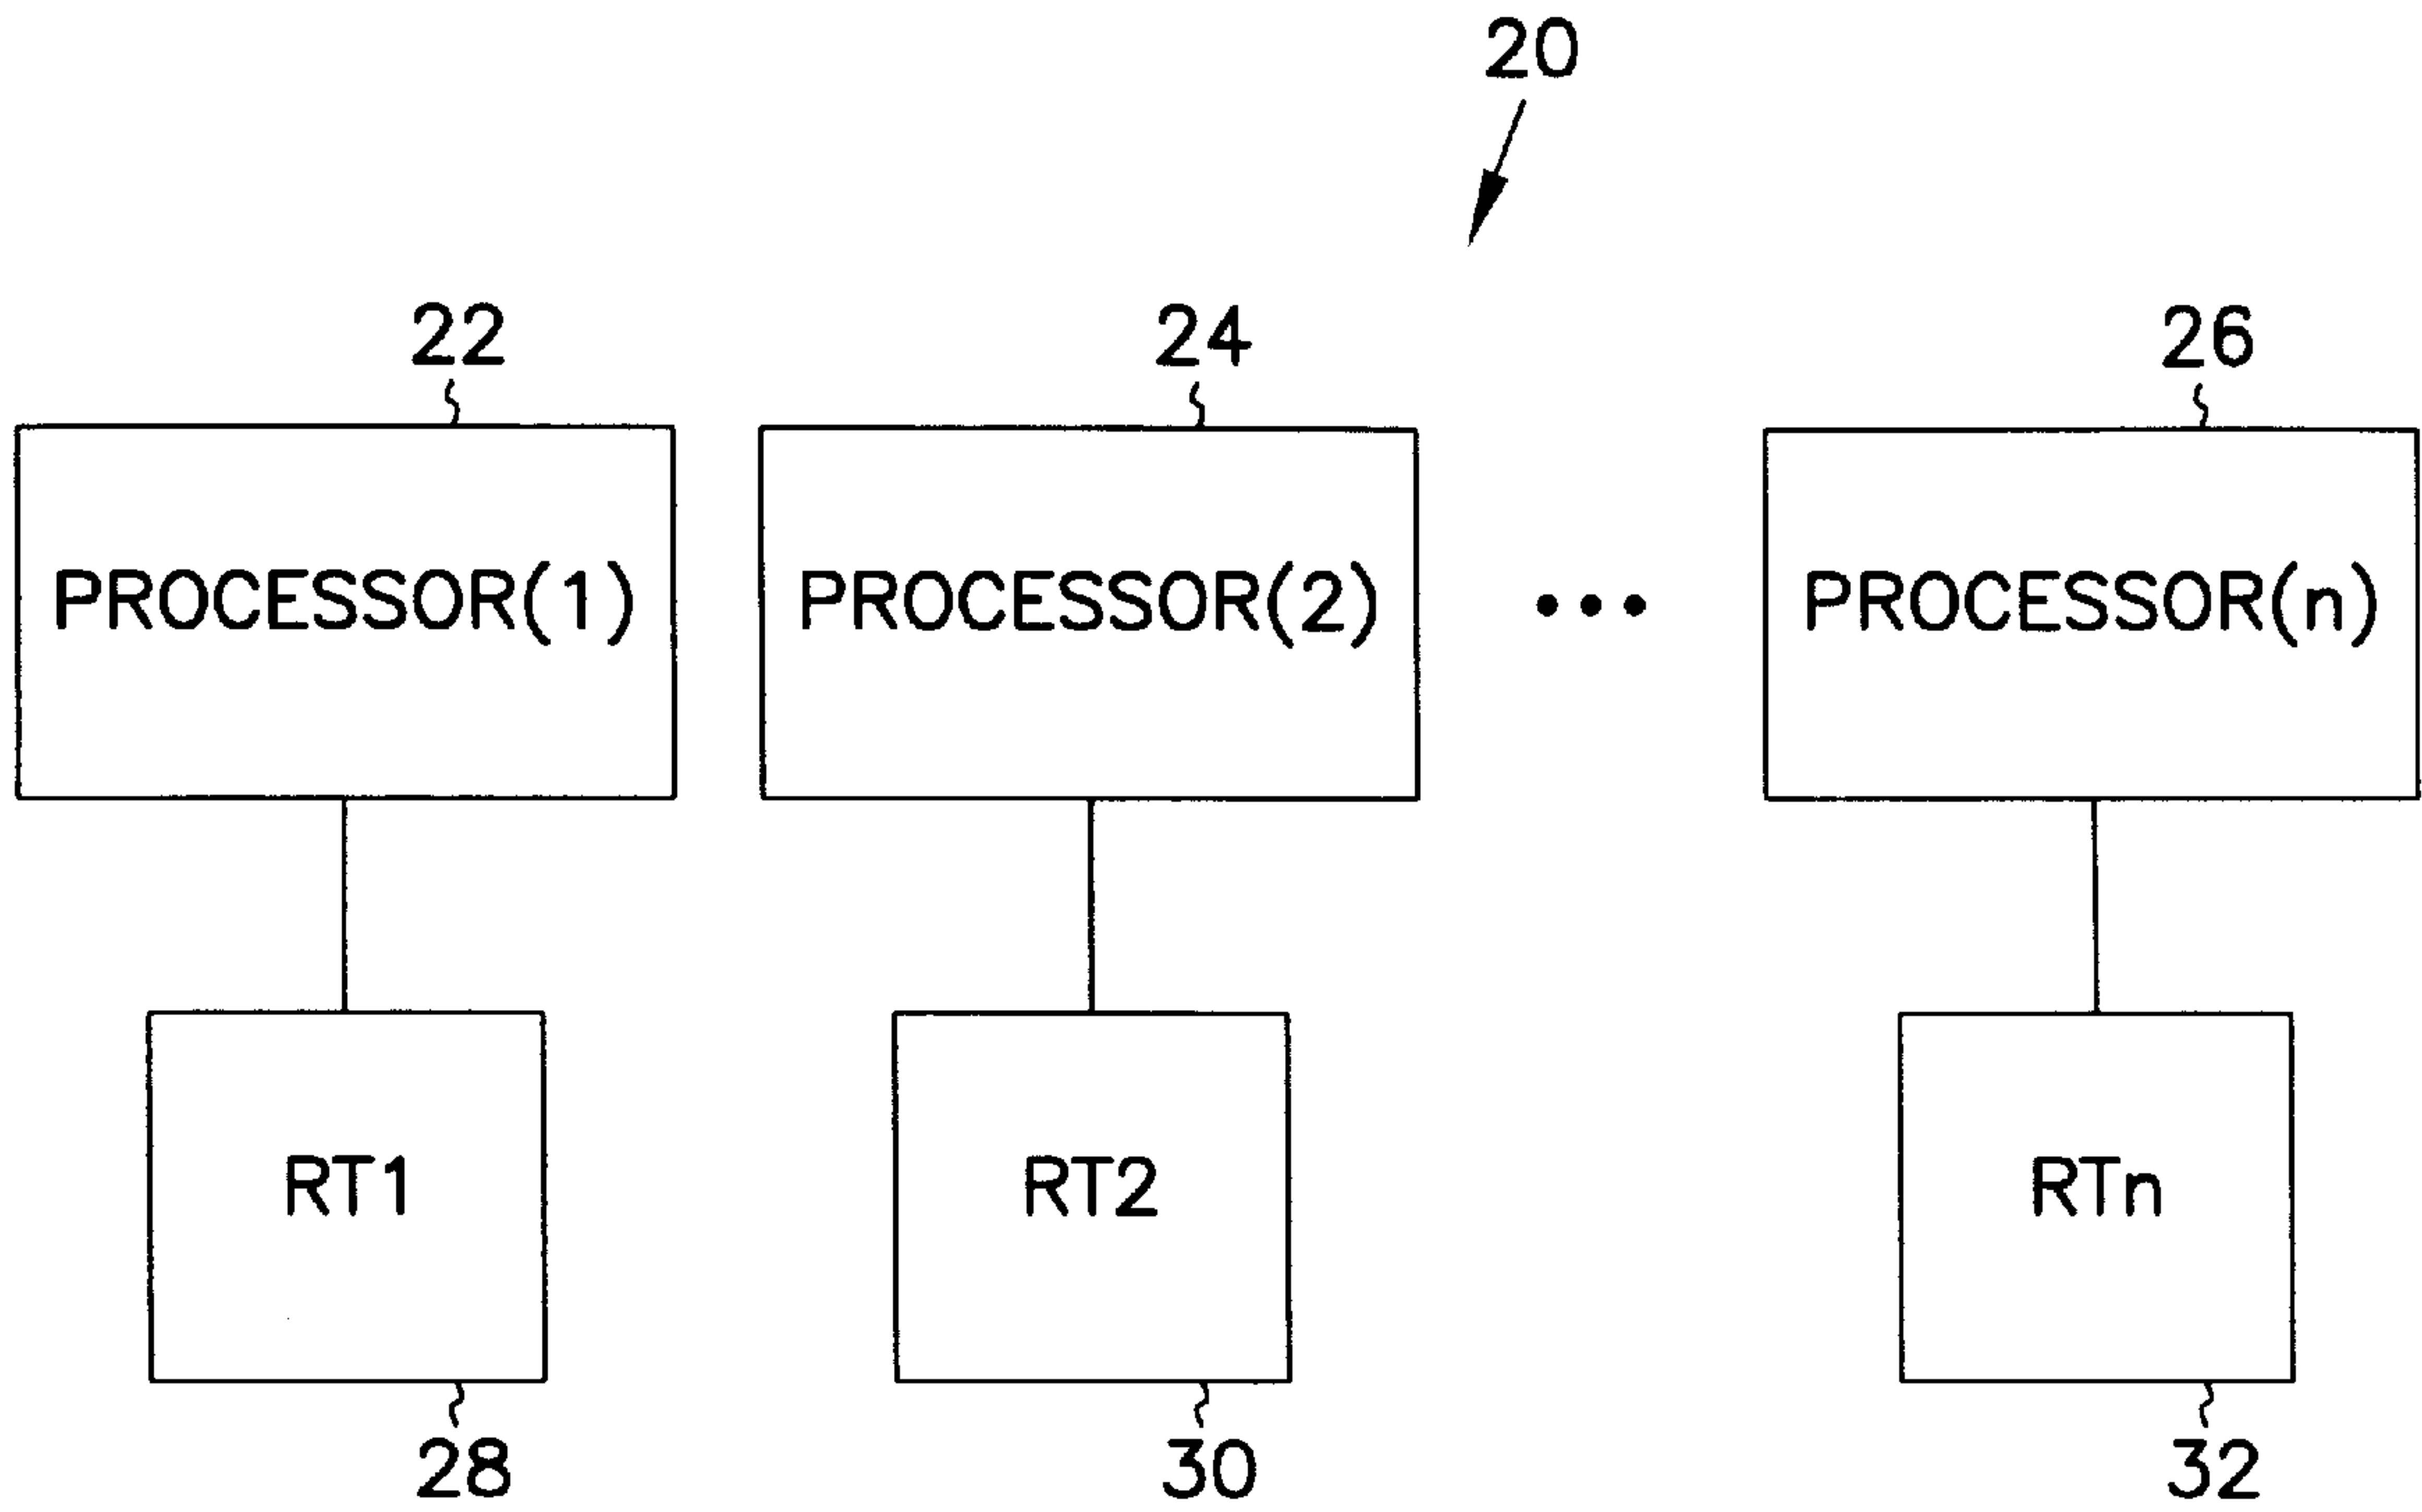 20
22
24
26
PROCESSOR(1)
PROCESSOR(2)
•••
PROCESSOR(n)
RT1
RT2
RTn
28
30
32